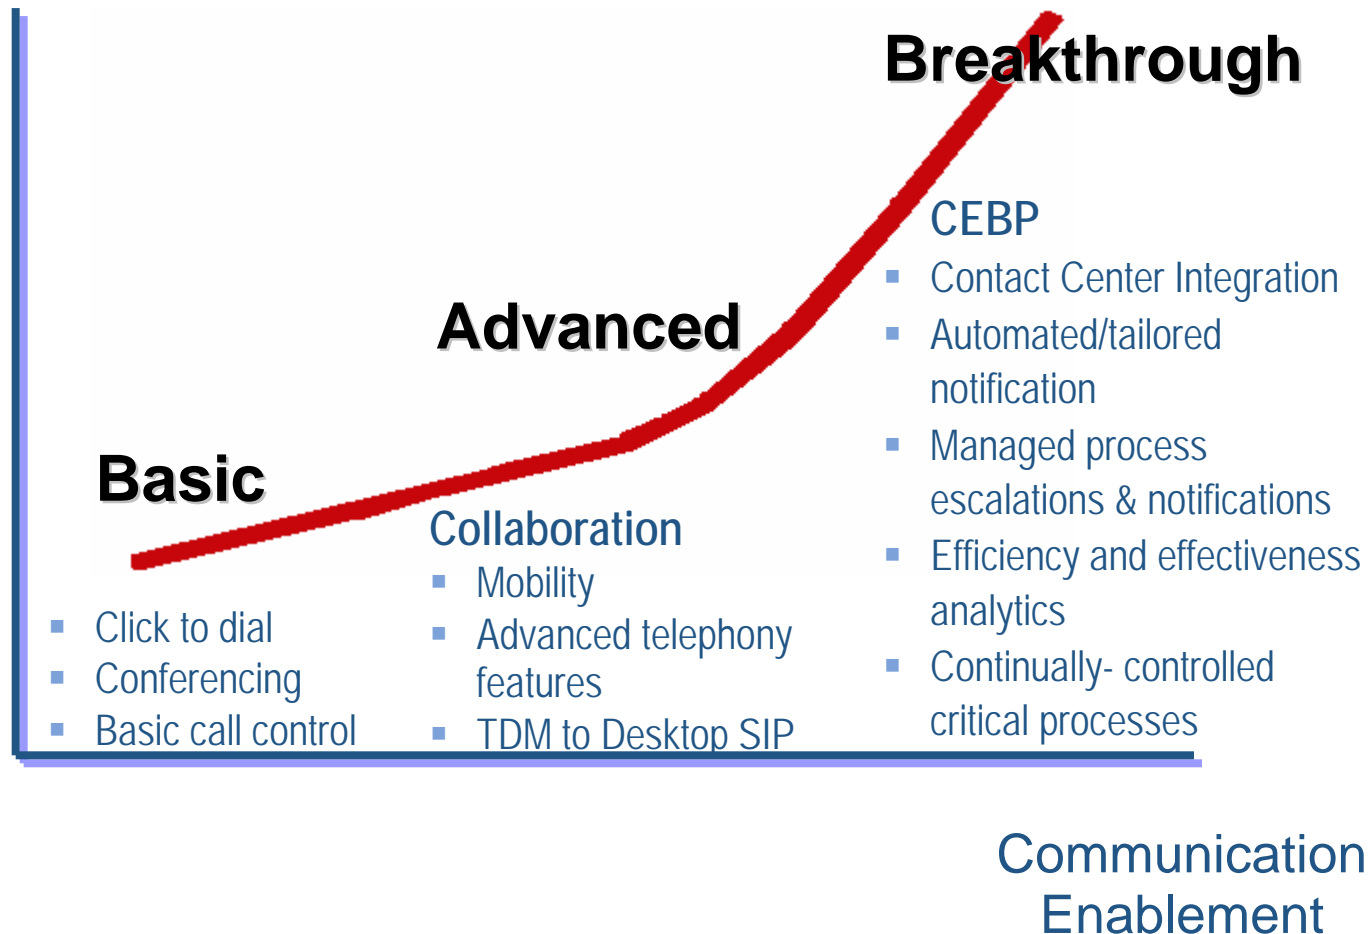 Breakthrough
CEBP
Contact Center Integration
Automated/tailored
notification
Managed process
escalations & notifications
Efficiency and effectiveness
analytics
Continually- controlled
critical processes
Advanced
Collaboration
Mobility
Advanced telephony
features
TDM to Desktop SIP
Basic
Click to dial
Conferencing
Basic call control
Communication
Enablement